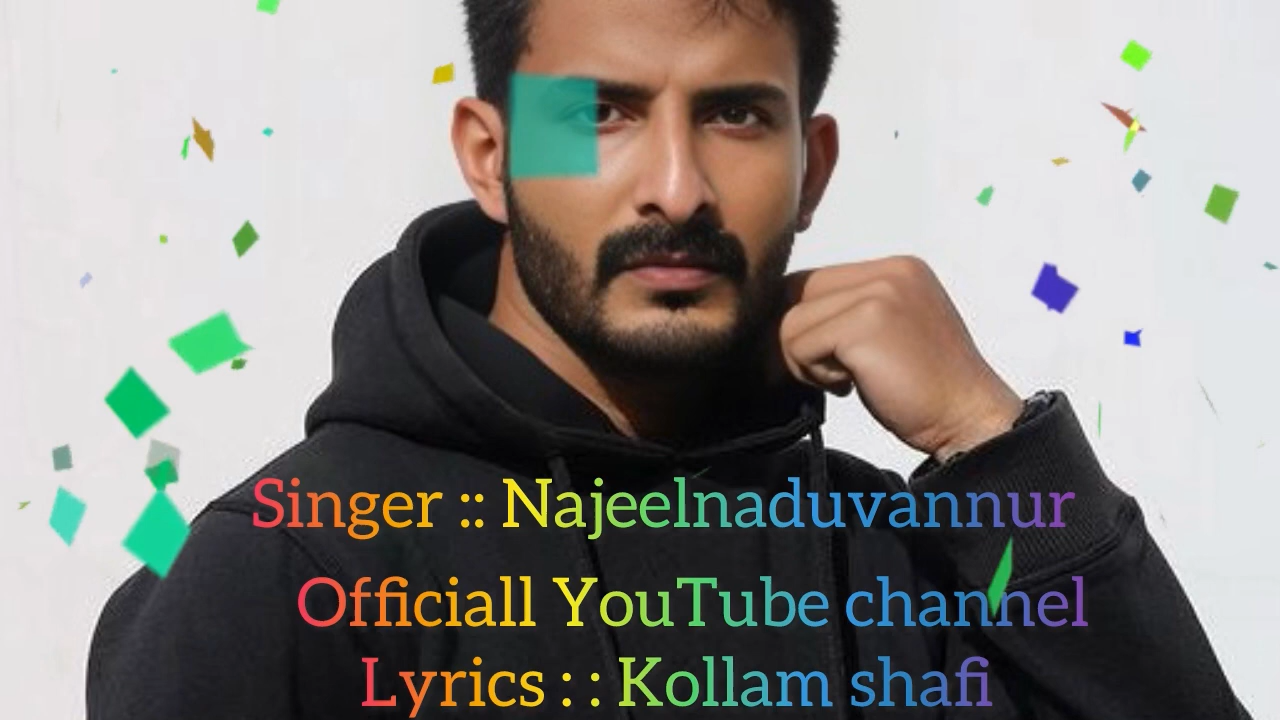 Singer :: Najeelnaduvannur
Officiall YouTube channel
Lyrics : : Kollam shafi